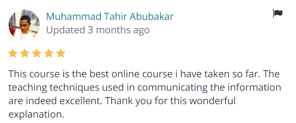 Muhammad Tahir Abubakar
Updated 3 months ago
This course is the best online course i have taken so far. The
teaching techniques used in communicating the information
are indeed excellent. Thank you for this wonderful
explanation.